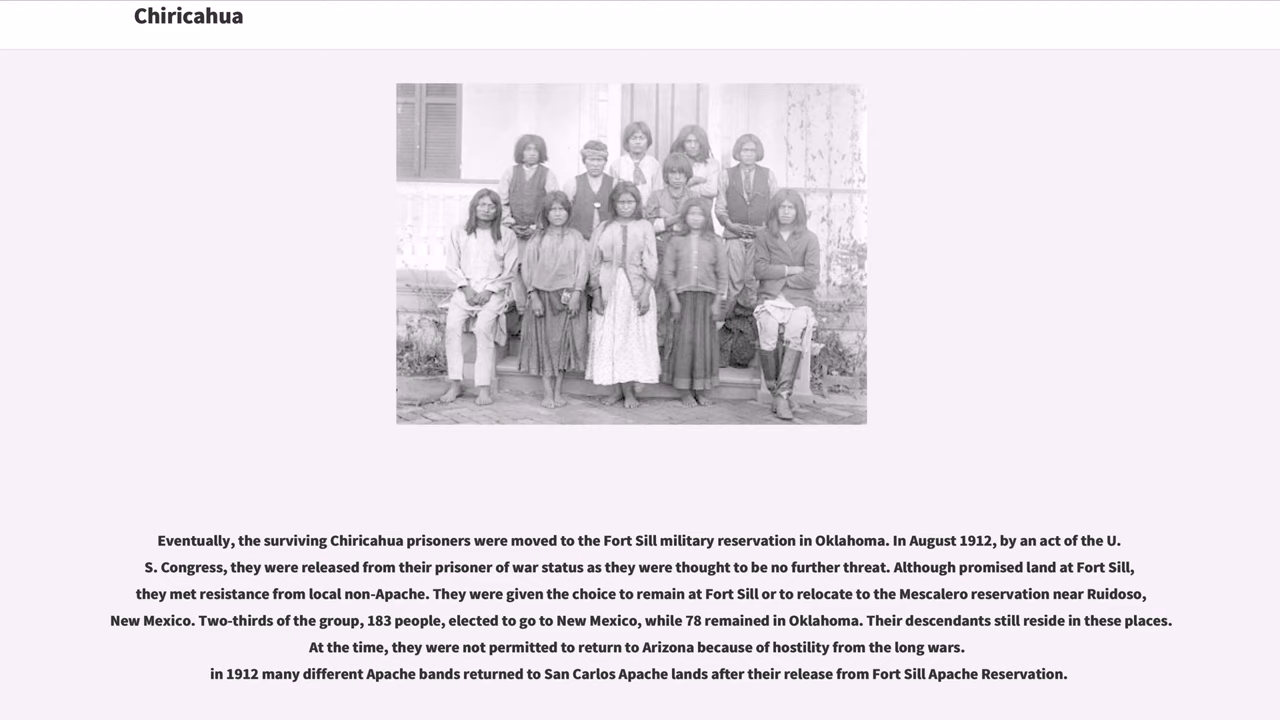 Chiricahua
Eventually, the surviving Chiricahua prisoners were moved to the Fort Sill military reservation in Oklahoma. In August 1912, by an act of the U.
S. Congress, they were released from their prisoner of war status as they were thought to be no further threat. Although promised land at Fort Sill,
they met resistance from local non-Apache. They were given the choice to remain at Fort Sill or to relocate to the Mescalero reservation near Ruidoso,
New Mexico. Two-thirds of the group, 183 people, elected to go to New Mexico, while 78 remained in Oklahoma. Their descendants still reside in these places.
At the time, they were not permitted to return to Arizona because of hostility from the long wars.
in 1912 many different Apache bands returned to San Carlos Apache lands after their release from Fort Sill Apache Reservation.